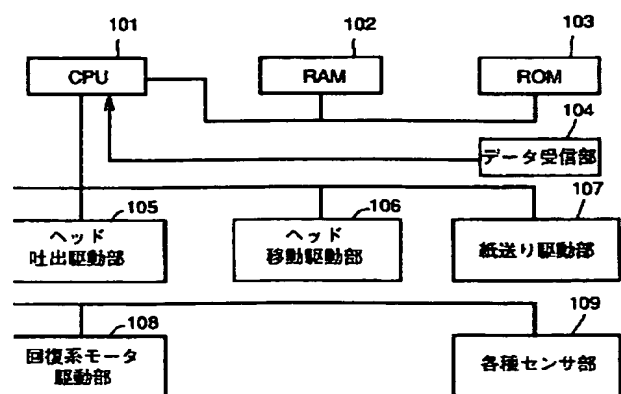 101
102
103
CPU
RAM
ROM
104
データ受信部
105
106
107
ヘッド
吐出駆動部
ヘッド
移動駆動部
紙送り駆動部
108
109
回復系モータ
駆動部
各種センサ部